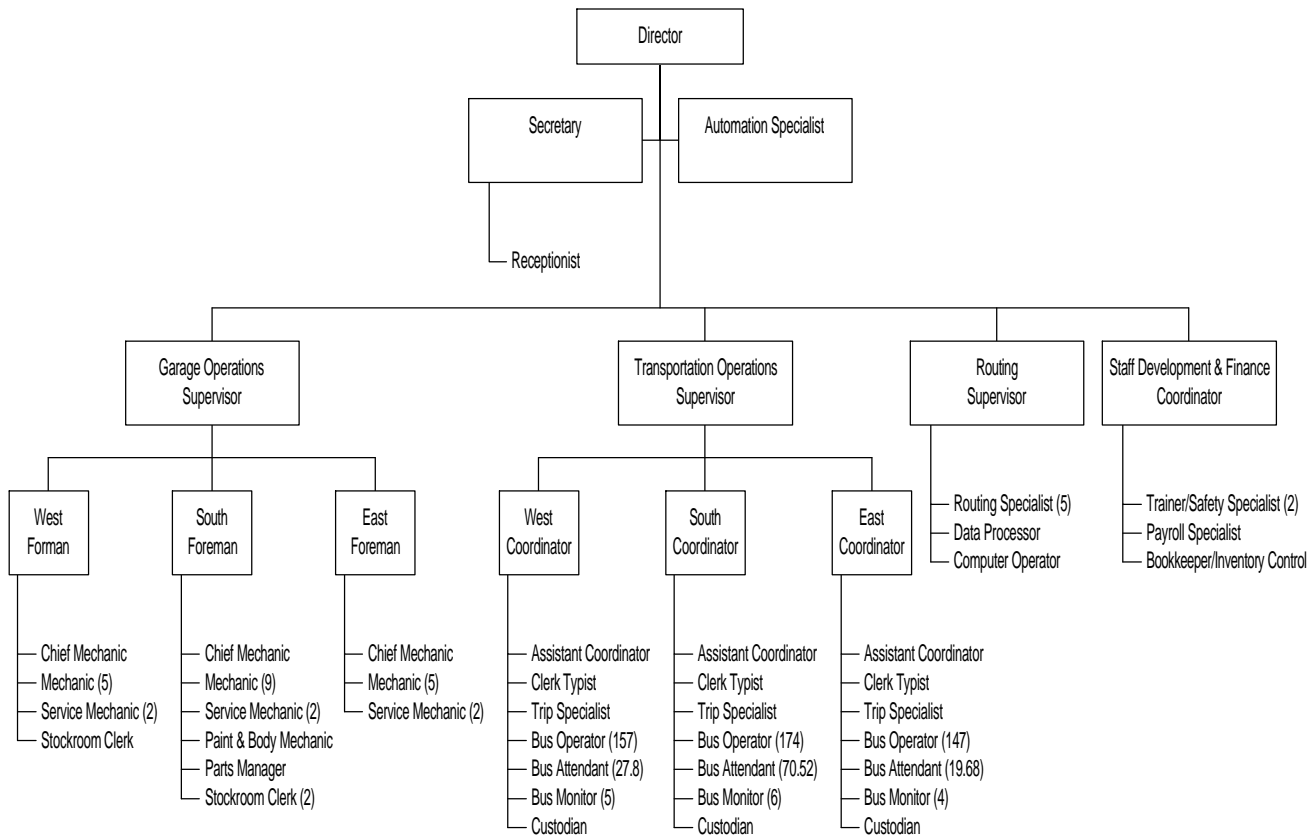 Director
Secretary
Automation Specialist
Receptionist
Garage Operations
Supervisor
Transportation Operations
Supervisor
Routing
Supervisor
Staff Development & Finance
Coordinator
West
Forman
South
Foreman
East
Foreman
West
Coordinator
South
Coordinator
East
Coordinator
Routing Specialist (5)
Data Processor
Computer Operator
Trainer/Safety Specialist (2)
Payroll Specialist
Bookkeeper/Inventory Control
Chief Mechanic
Mechanic (5)
Service Mechanic (2)
Stockroom Clerk
Chief Mechanic
Mechanic (9)
Service Mechanic (2)
Paint & Body Mechanic
Parts Manager
Stockroom Clerk (2)
Chief Mechanic
Mechanic (5)
Service Mechanic (2)
Assistant Coordinator
Clerk Typist
Trip Specialist
Bus Operator (157)
Bus Attendant (27.8)
Bus Monitor (5)
Custodian
Assistant Coordinator
Clerk Typist
Trip Specialist
Bus Operator (174)
Bus Attendant (70.52)
Bus Monitor (6)
Custodian
Assistant Coordinator
Clerk Typist
Trip Specialist
Bus Operator (147)
Bus Attendant (19.68)
Bus Monitor (4)
Custodian